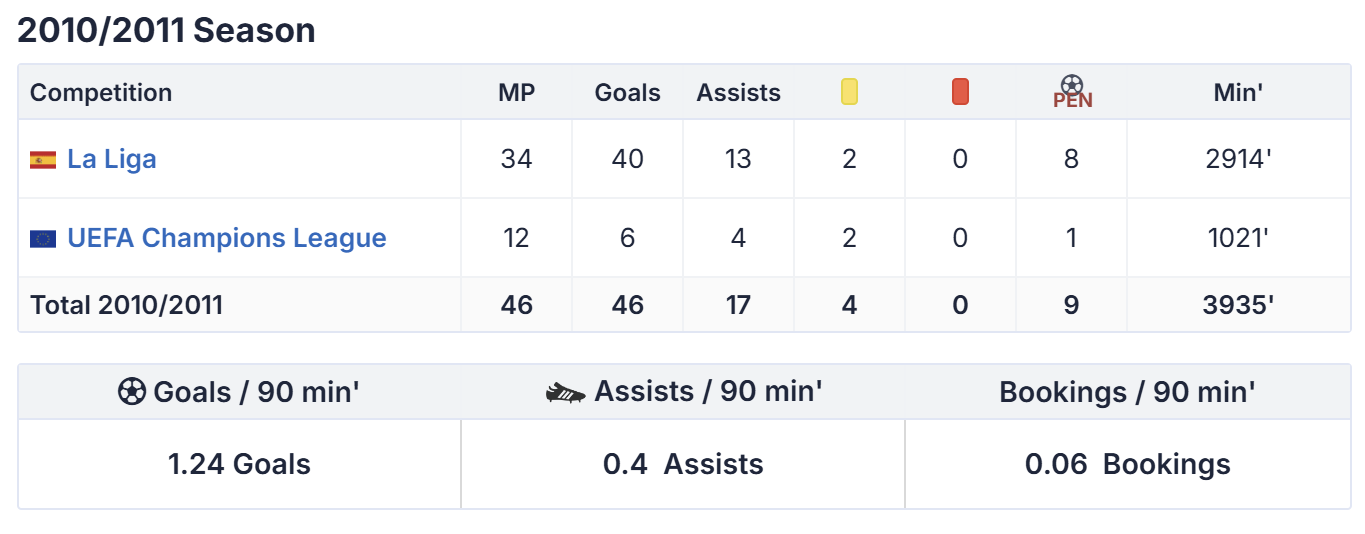 2010/2011 Season
Competition MP Goals Assists PEN Min'
La Liga 34 40 13 2 0 8 2914'
UEFA Champions League 12 6 4 2 0 1 1021'
Total 2010/2011 46 46 17 4 0 9 3935'
Goals / 90 min' Assists / 90 min' Bookings / 90 min'
1.24 Goals 0.4 Assists 0.06 Bookings